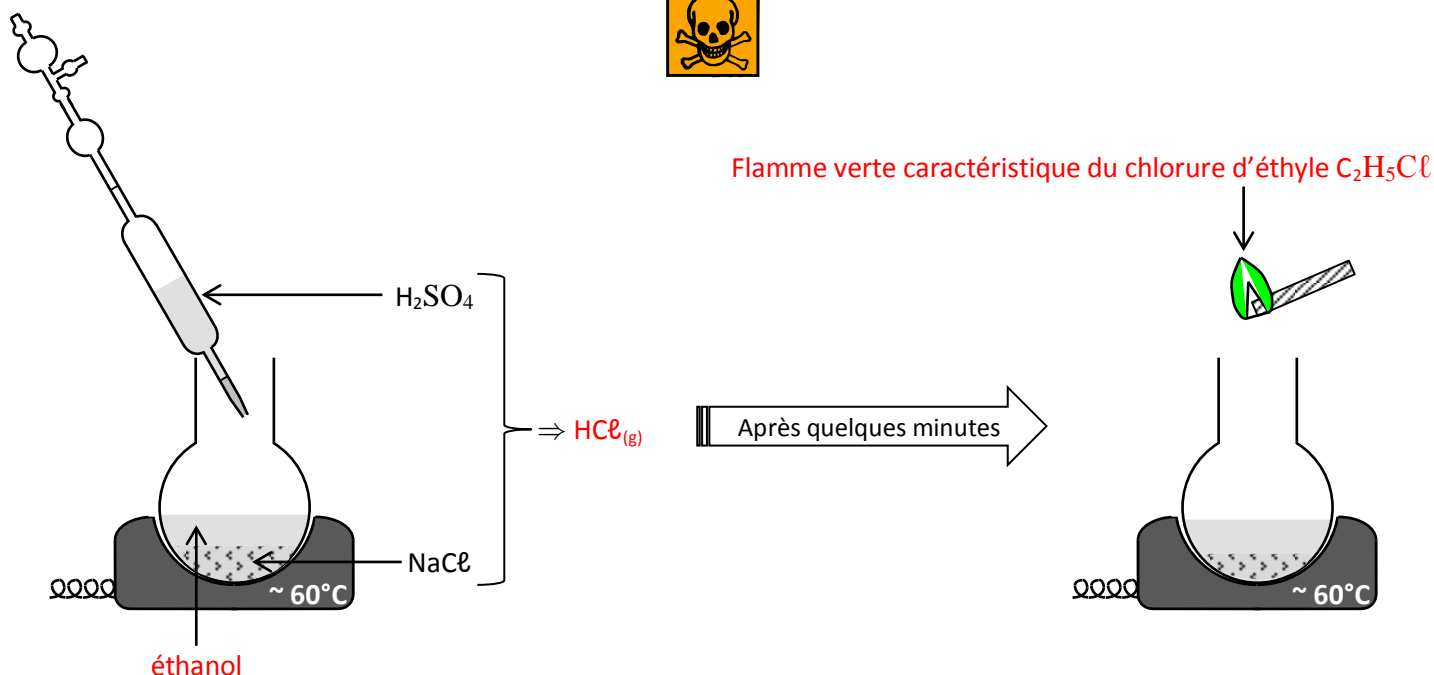 Flamme verte caractéristique du chlorure d’éthyle C₂H₅Cℓ
H₂SO₄
⇒ HCℓ₍g₎
Après quelques minutes
NaCℓ
~ 60°C
~ 60°C
éthanol